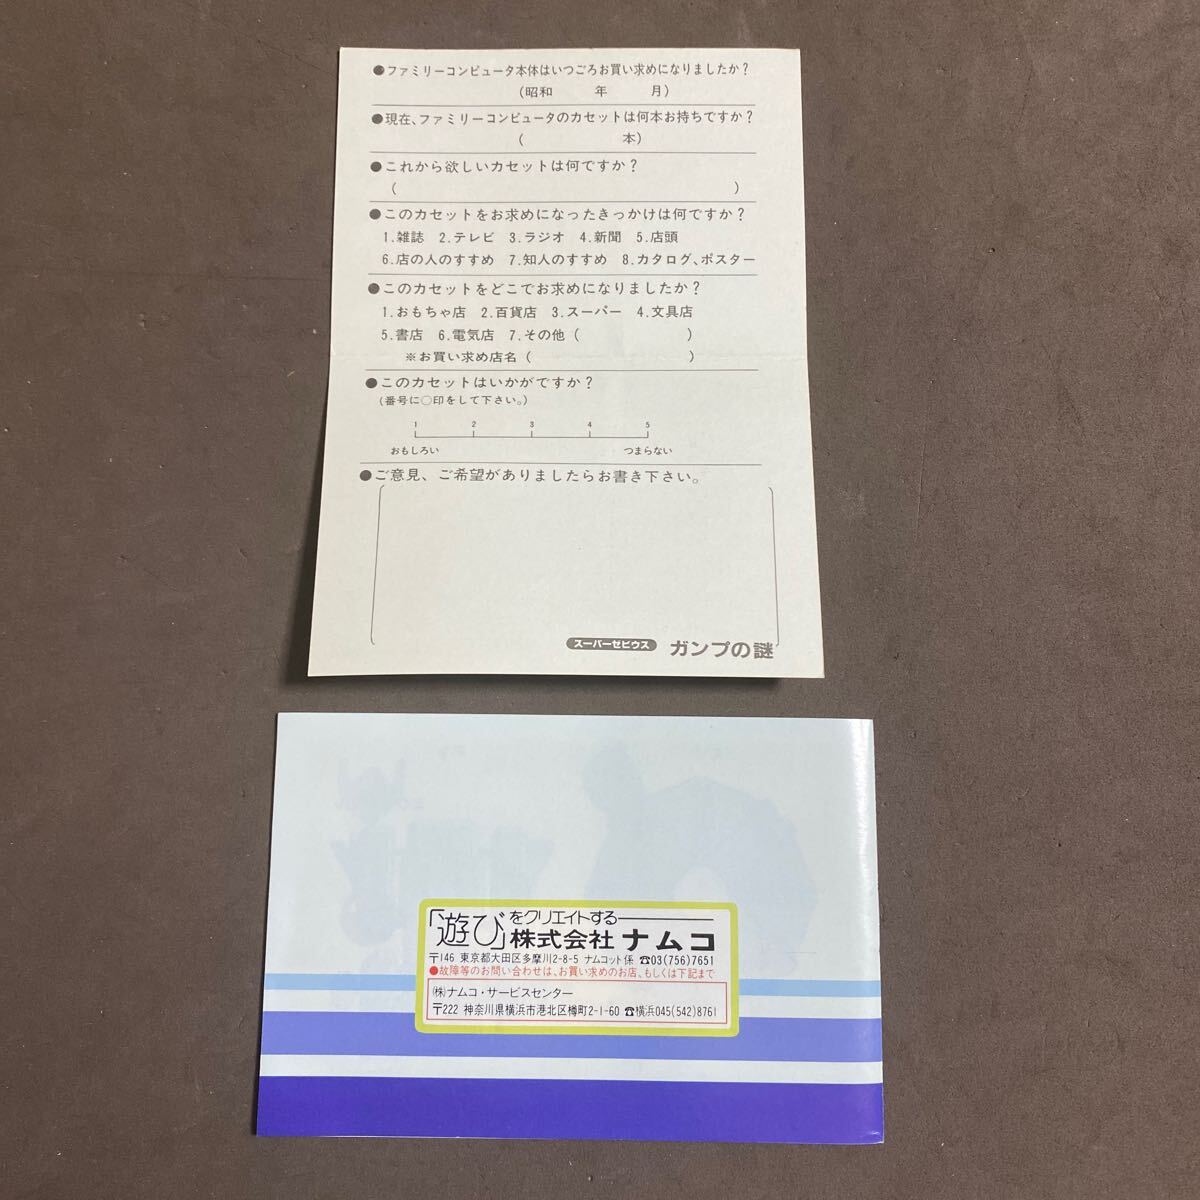 ●ファミリーコンピュータ本体はいつごろお買い求めになりましたか？
(昭和　　年　　月)
●現在、ファミリーコンピュータのカセットは何本お持ちですか？
(　　　　　　本)
●これから欲しいカセットは何ですか？
(　　　　　　　　　　　　　　　　　　　　)
●このカセットをお求めになったきっかけは何ですか？
1.雑誌　2.テレビ　3.ラジオ　4.新聞　5.店頭
6.店の人のすすめ　7.知人のすすめ　8.カタログ、ポスター
●このカセットをどこでお求めになりましたか？
1.おもちゃ店　2.百貨店　3.スーパー　4.文具店
5.書店　6.電気店　7.その他 (　　　　　　　)
※お買い求め店名 (　　　　　　　　　　)
●このカセットはいかがですか？
(番号に○印をして下さい。)
1　2　3　4　5
おもしろい　つまらない
●ご意見、ご希望がありましたらお書き下さい。
スーパーゼビウス　ガンプの謎
「遊び」をクリエイトする——
株式会社 ナムコ
〒146 東京都大田区多摩川2-8-5 ナムコット係 ☎03(756)7651
●故障等のお問い合わせは、お買い求めのお店、もしくは下記まで
㈱ナムコ・サービスセンター
〒222 神奈川県横浜市港北区樽町2-1-60 ☎横浜045(542)8761